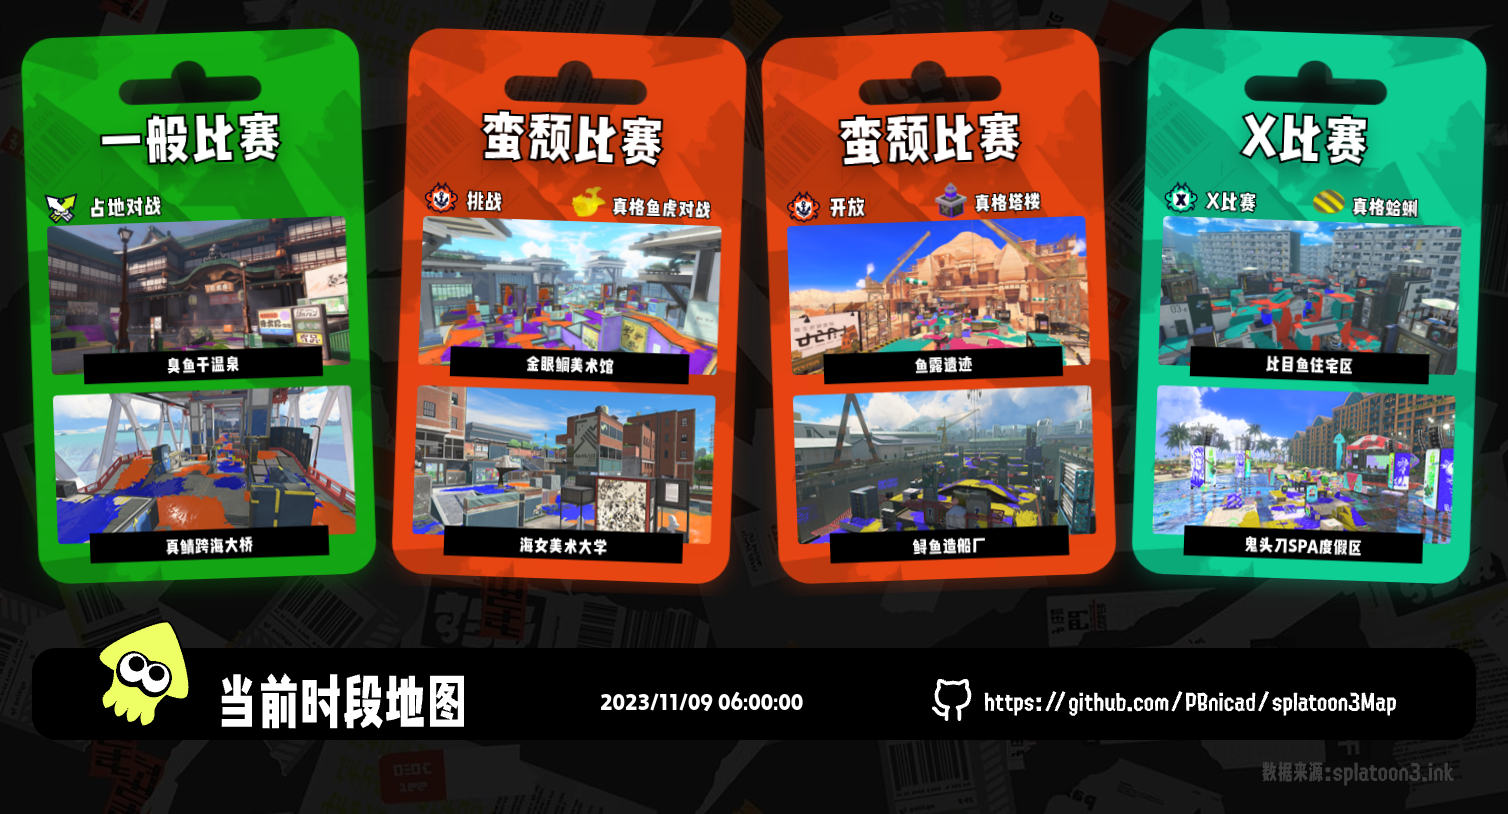 一般比赛
占地对战
臭鱼干温泉
真鲭跨海大桥
蛮颓比赛
挑战
真格鱼虎对战
金眼鲷美术馆
海女美术大学
蛮颓比赛
开放
真格塔楼
鱼露遗迹
鲟鱼造船厂
X比赛
X比赛
真格蛤蜊
比目鱼住宅区
鬼头刀SPA度假区
当前时段地图
2023/11/09 06:00:00
https://github.com/PBnicad/splatoon3Map
数据来源:splatoon3.ink